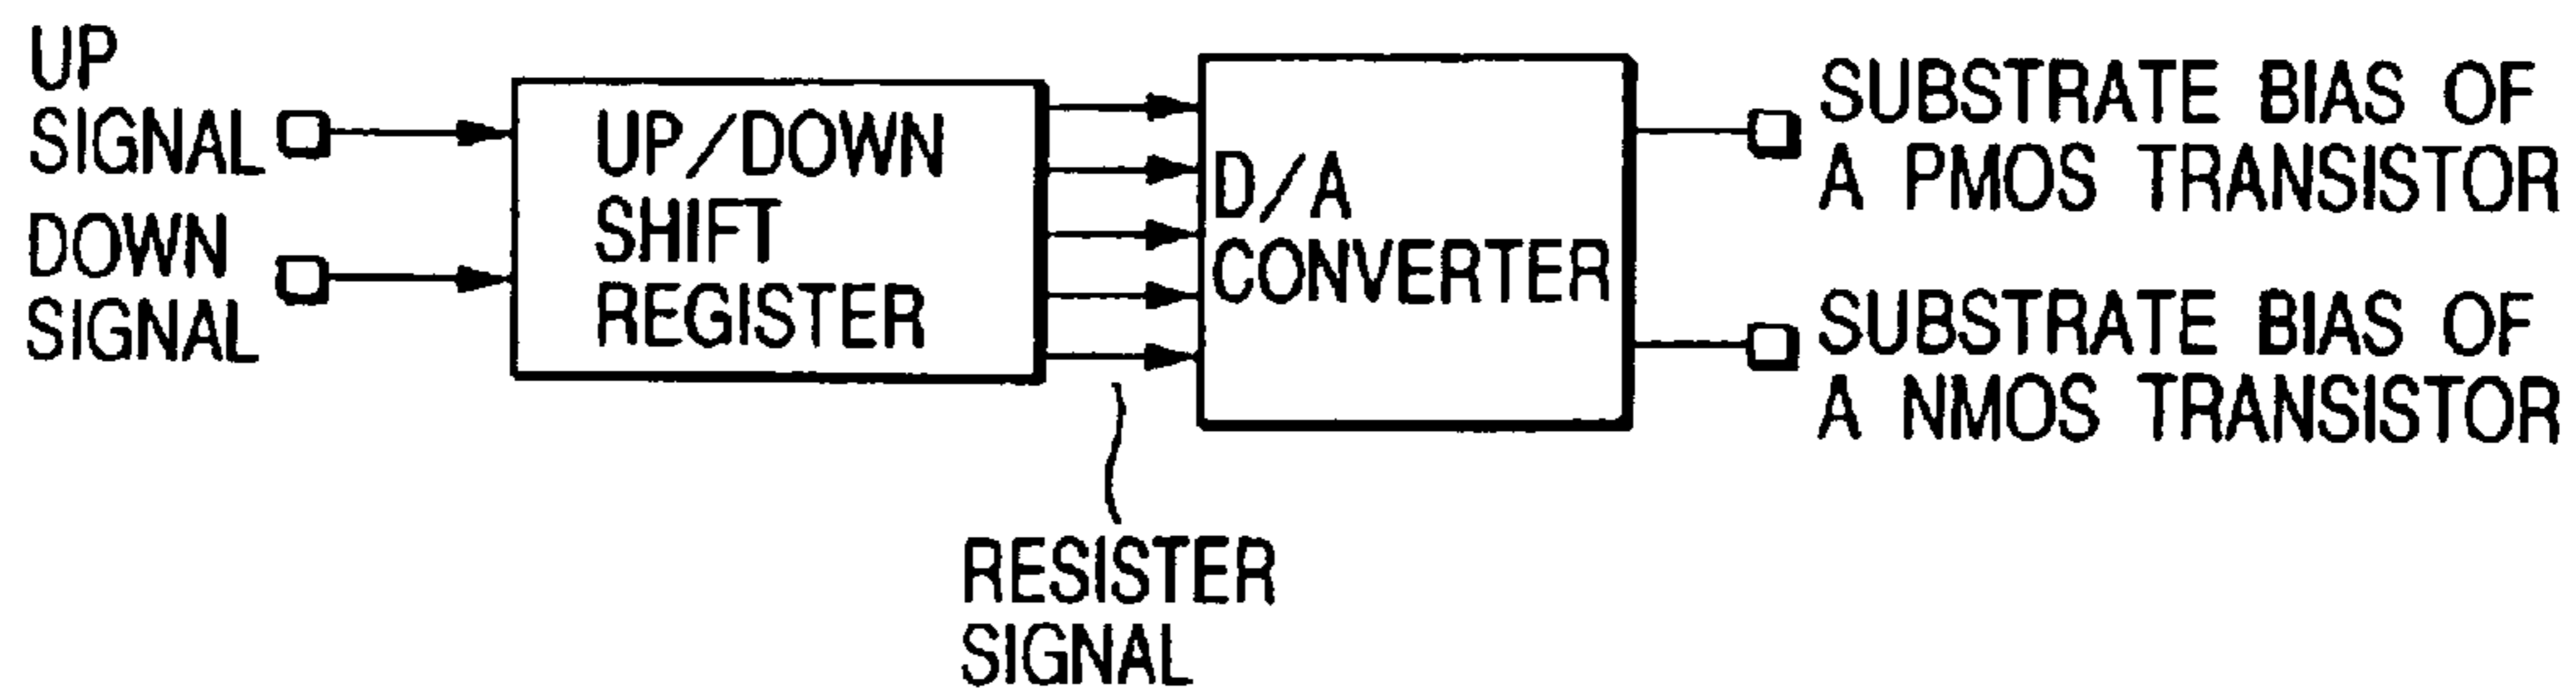 UP
SIGNAL
DOWN
SIGNAL
UP/DOWN
SHIFT
REGISTER
D/A
CONVERTER
SUBSTRATE BIAS OF
A PMOS TRANSISTOR
SUBSTRATE BIAS OF
A NMOS TRANSISTOR
RESISTER
SIGNAL